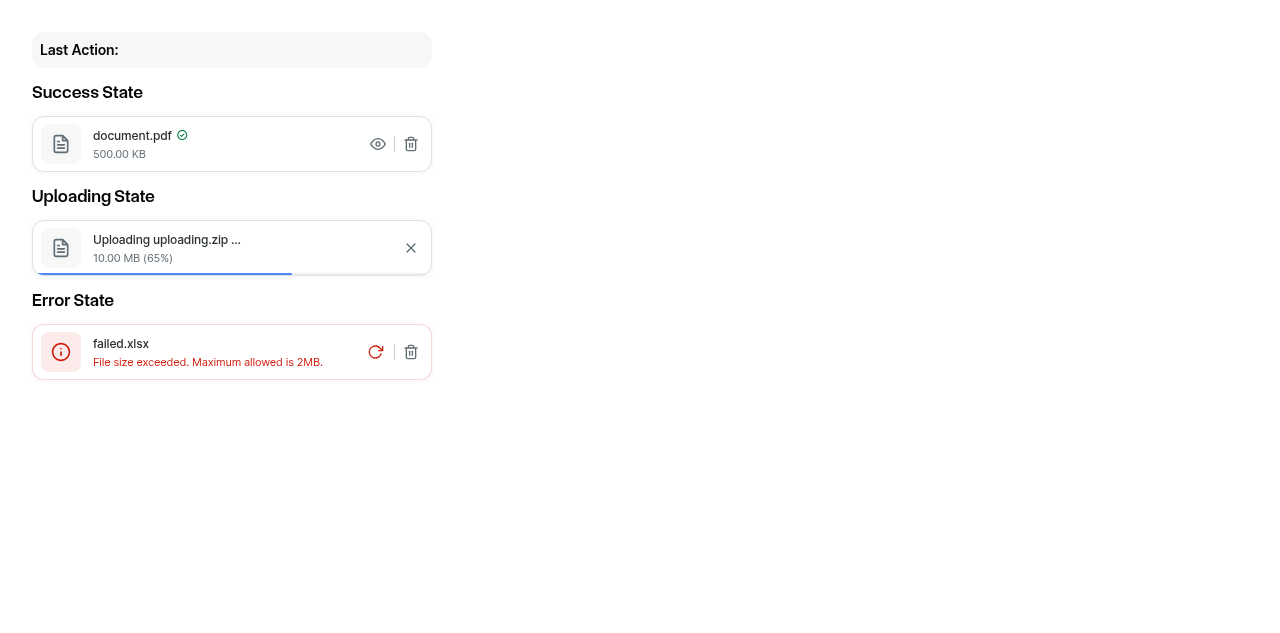 Last Action:
Success State
document.pdf
500.00 KB
Uploading State
Uploading uploading.zip ...
10.00 MB (65%)
Error State
failed.xlsx
File size exceeded. Maximum allowed is 2MB.